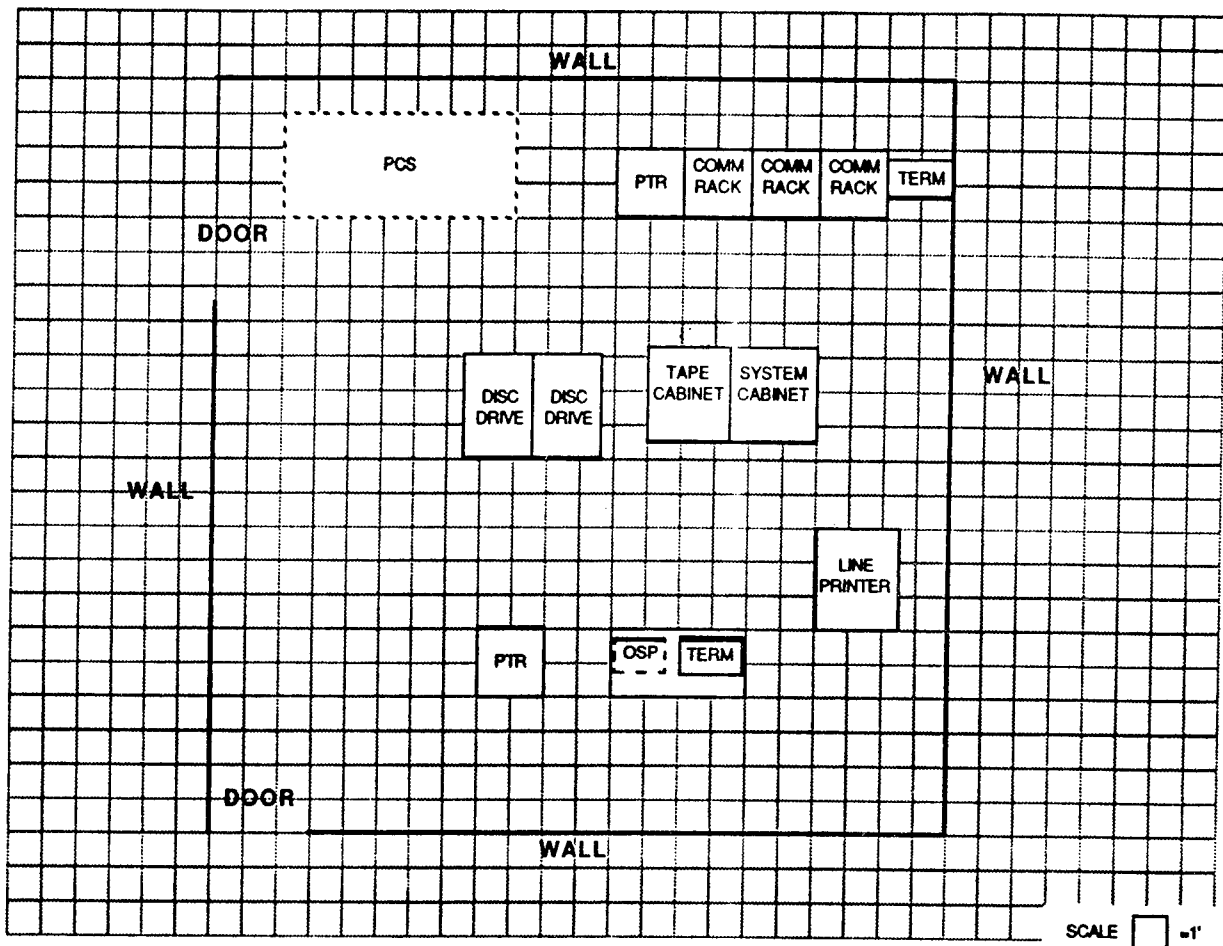 WALL
PCS
PTR
COMM
RACK
COMM
RACK
COMM
RACK
TERM
DOOR
WALL
TAPE
CABINET
SYSTEM
CABINET
DISC
DRIVE
DISC
DRIVE
WALL
LINE
PRINTER
PTR
OSP
TERM
DOOR
WALL
SCALE =1'